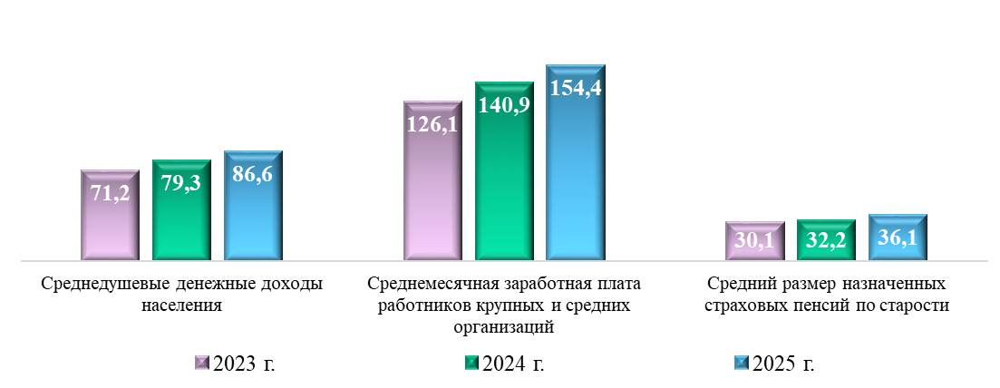 71,2
79,3
86,6
126,1
140,9
154,4
30,1
32,2
36,1
Среднедушевые денежные доходы
населения
Среднемесячная заработная плата
работников крупных и средних
организаций
Средний размер назначенных
страховых пенсий по старости
2023 г.
2024 г.
2025 г.